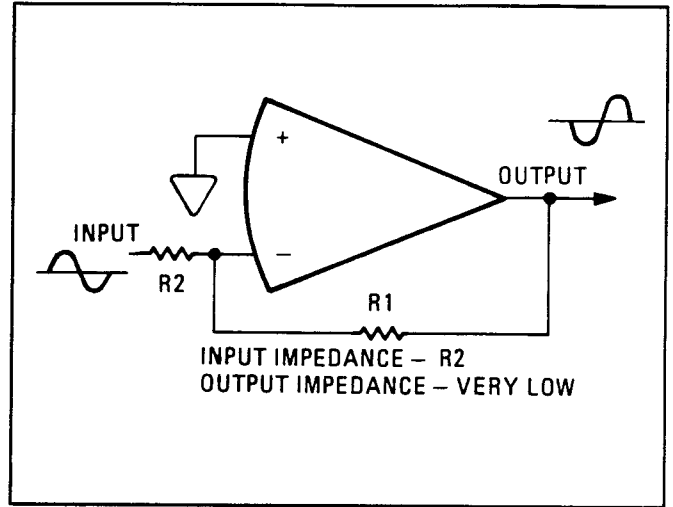 +
OUTPUT
INPUT
−
R2
R1
INPUT IMPEDANCE – R2
OUTPUT IMPEDANCE – VERY LOW